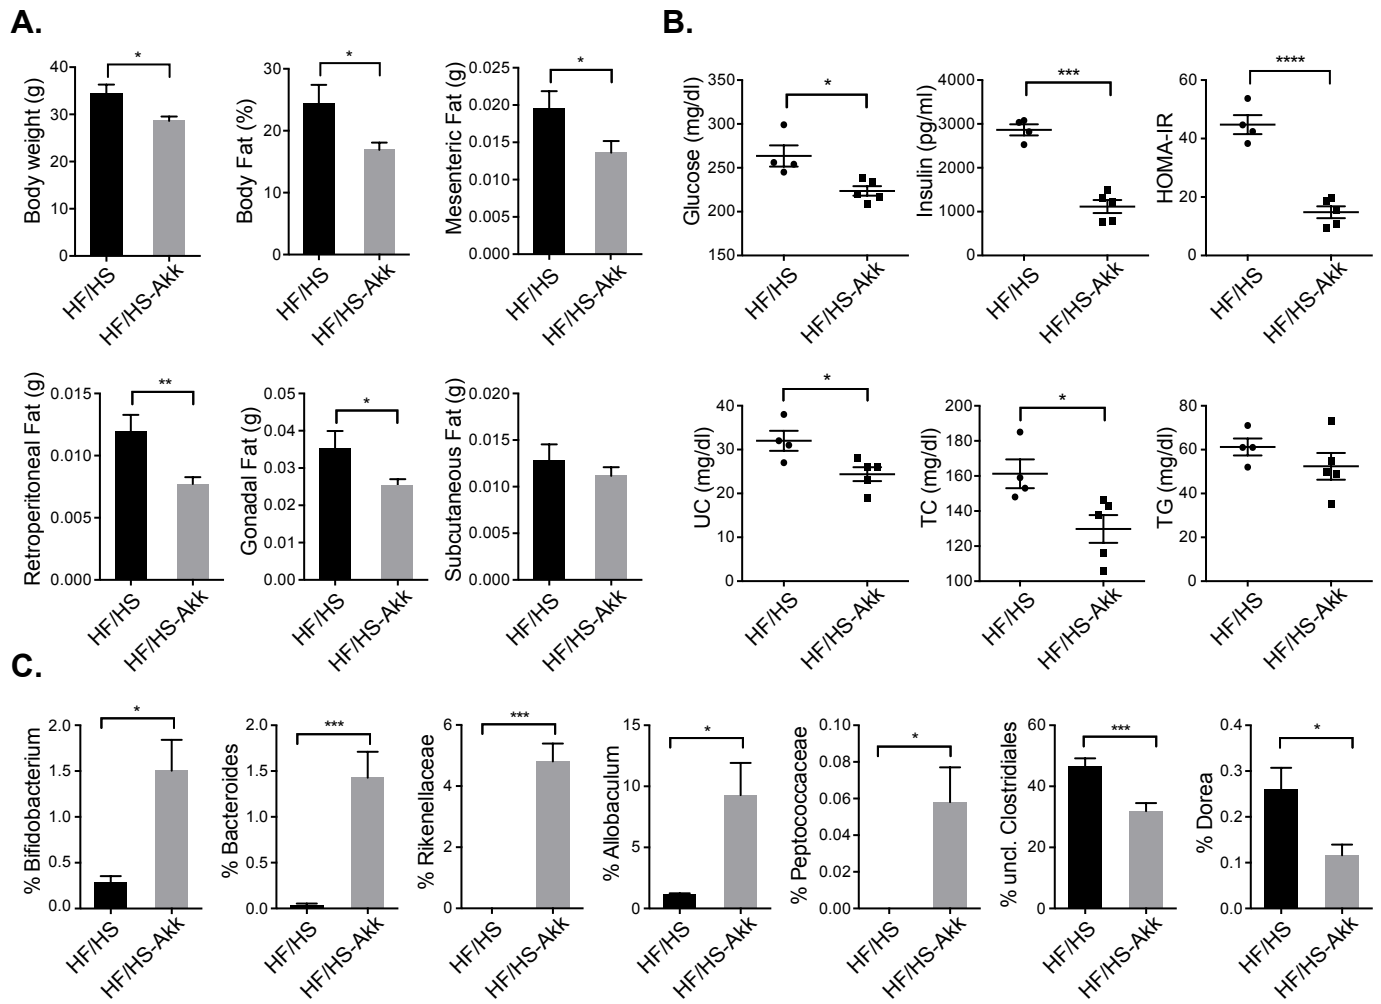 A.
Body weight (g)
40
30
20
10
0
*
HF/HS
HF/HS-Akk
Body Fat (%)
30
20
10
0
*
HF/HS
HF/HS-Akk
Mesenteric Fat (g)
0.025
0.020
0.015
0.010
0.005
0.000
*
HF/HS
HF/HS-Akk
Retroperitoneal Fat (g)
0.015
0.010
0.005
0.000
**
HF/HS
HF/HS-Akk
Gonadal Fat (g)
0.05
0.04
0.03
0.02
0.01
0.00
*
HF/HS
HF/HS-Akk
Subcutaneous Fat (g)
0.020
0.015
0.010
0.005
0.000
HF/HS
HF/HS-Akk
B.
Glucose (mg/dl)
350
300
250
200
150
*
HF/HS
HF/HS-Akk
Insulin (pg/ml)
4000
3000
2000
1000
0
***
HF/HS
HF/HS-Akk
HOMA-IR
60
40
20
0
****
HF/HS
HF/HS-Akk
UC (mg/dl)
40
30
20
10
0
*
HF/HS
HF/HS-Akk
TC (mg/dl)
200
180
160
140
120
100
*
HF/HS
HF/HS-Akk
TG (mg/dl)
80
60
40
20
0
HF/HS
HF/HS-Akk
C.
% Bifidobacterium
2.0
1.5
1.0
0.5
0.0
*
HF/HS
HF/HS-Akk
% Bacteroides
2.0
1.5
1.0
0.5
0.0
***
HF/HS
HF/HS-Akk
% Rikenellaceae
6
4
2
0
***
HF/HS
HF/HS-Akk
% Allobaculum
15
10
5
0
*
HF/HS
HF/HS-Akk
% Peptococcaceae
0.10
0.08
0.06
0.04
0.02
0.00
*
HF/HS
HF/HS-Akk
% uncl. Clostridiales
60
40
20
0
***
HF/HS
HF/HS-Akk
% Dorea
0.4
0.3
0.2
0.1
0.0
*
HF/HS
HF/HS-Akk